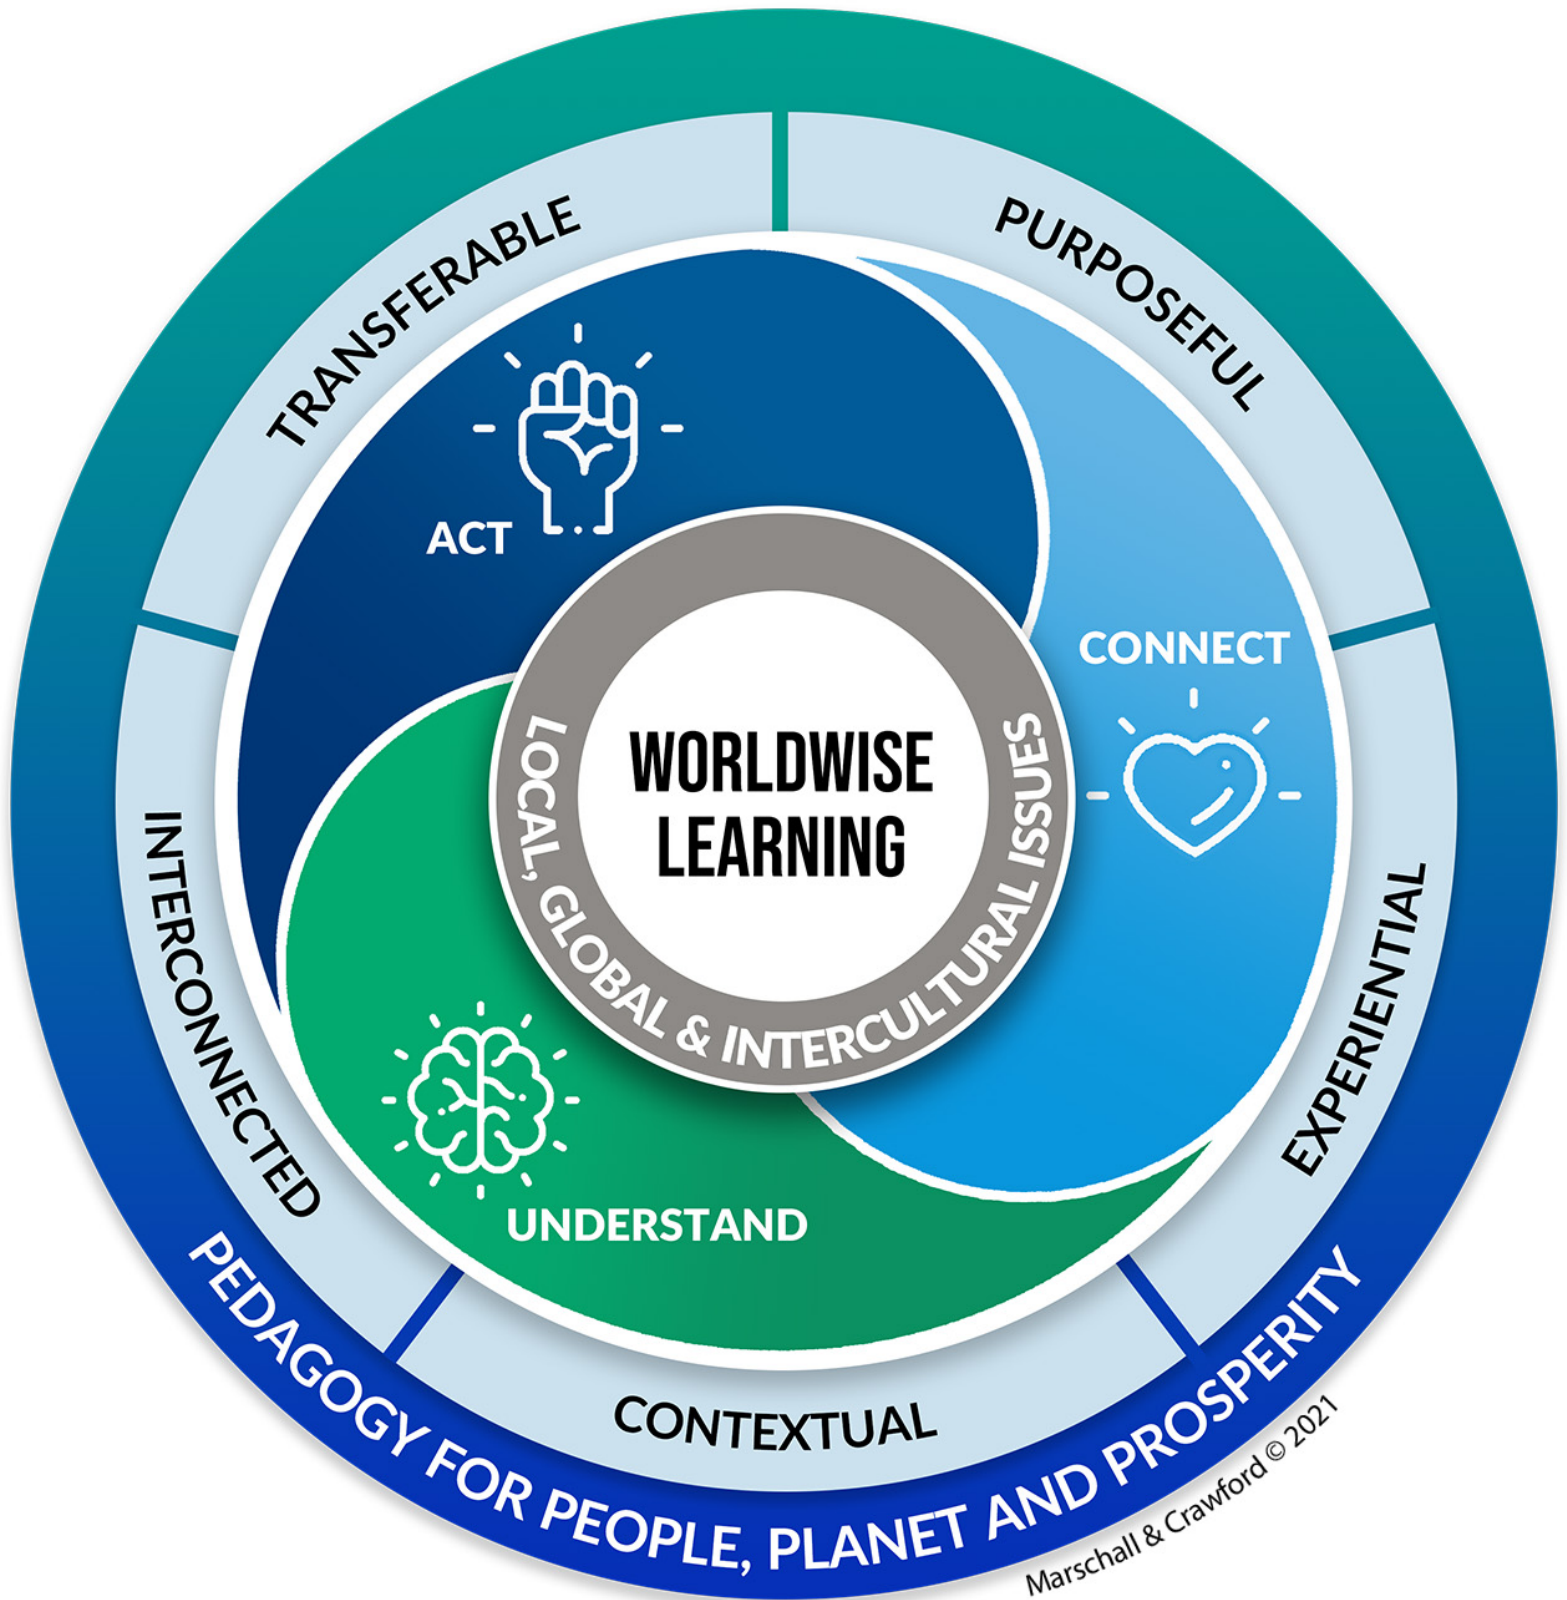 TRANSFERABLE
PURPOSEFUL
ACT
CONNECT
WORLDWISE
LEARNING
LOCAL, GLOBAL & INTERCULTURAL ISSUES
INTERCONNECTED
EXPERIENTIAL
UNDERSTAND
CONTEXTUAL
PEDAGOGY FOR PEOPLE, PLANET AND PROSPERITY
Marschall & Crawford © 2021